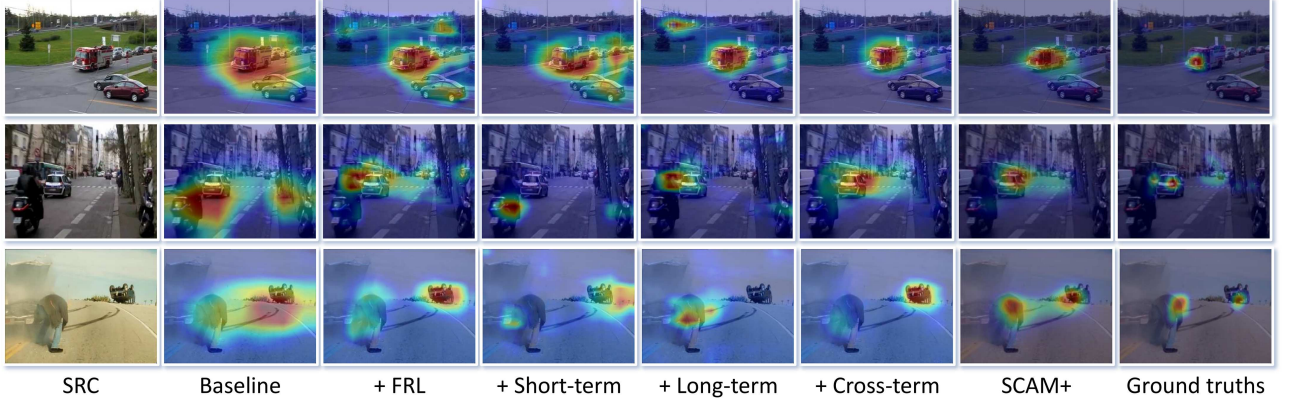 SRC Baseline + FRL + Short-term + Long-term + Cross-term SCAM+ Ground truths